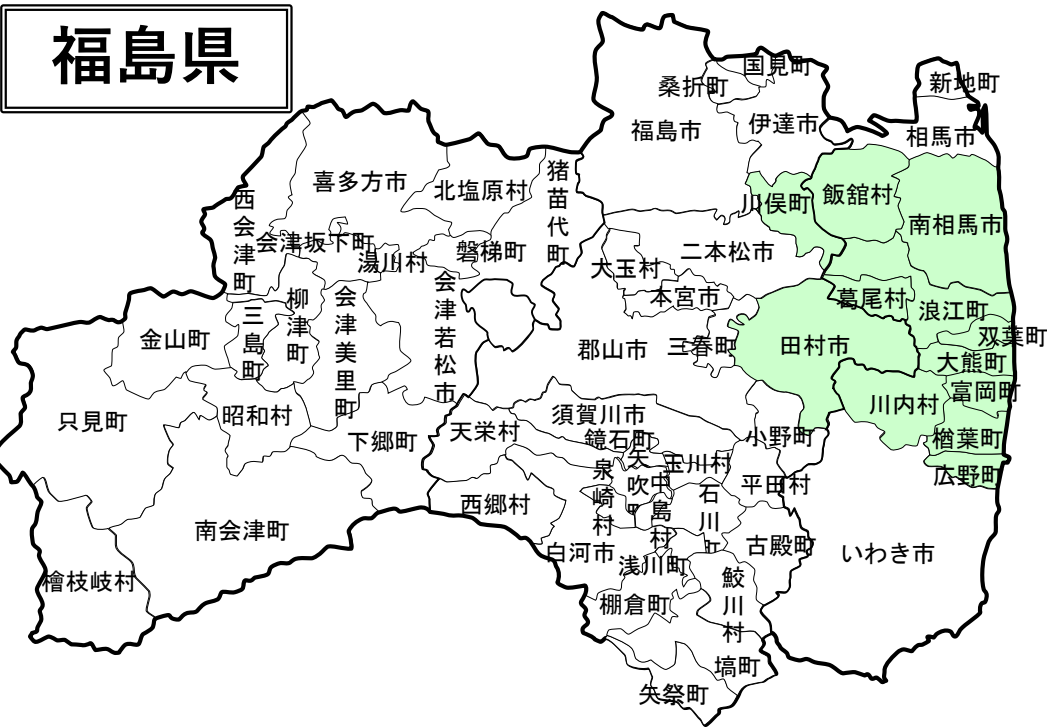 福島県
国見町
桑折町
新地町
伊達市
福島市
相馬市
猪苗代町
喜多方市
北塩原村
西会津町
川俣町
飯舘村
南相馬市
会津坂下町
湯川村
磐梯町
二本松市
大玉村
本宮市
葛尾村
浪江町
柳津町
会津美里町
会津若松市
三島町
金山町
郡山市
三春町
田村市
双葉町
大熊町
富岡町
川内村
只見町
昭和村
下郷町
天栄村
須賀川市
鏡石町
小野町
楢葉町
広野町
玉川村
矢吹町
中島村
泉崎村
石川町
平田村
西郷村
南会津町
白河市
浅川町
古殿町
いわき市
檜枝岐村
棚倉町
鮫川村
塙町
矢祭町